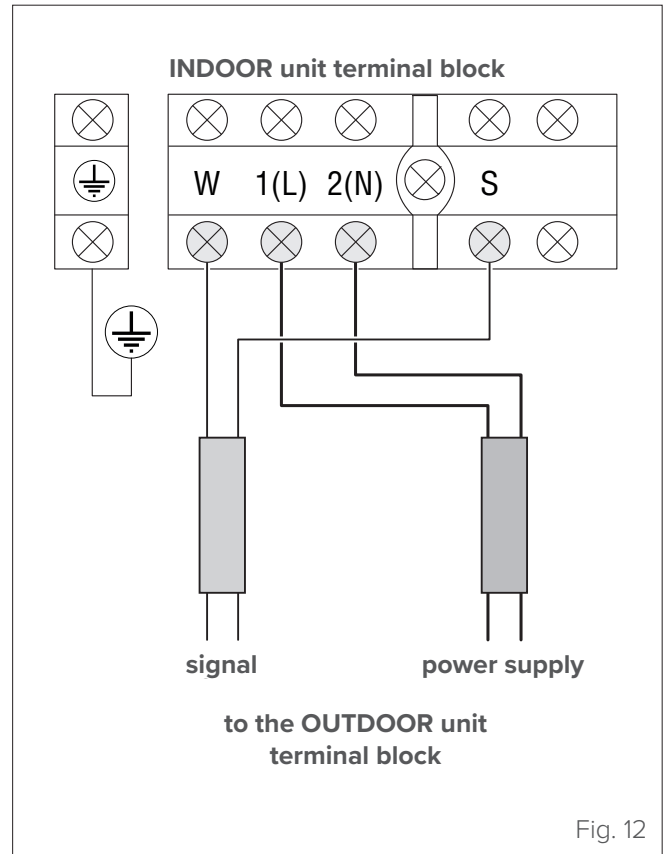 INDOOR unit terminal block
W 1(L) 2(N) S
signal power supply
to the OUTDOOR unit
terminal block
Fig. 12